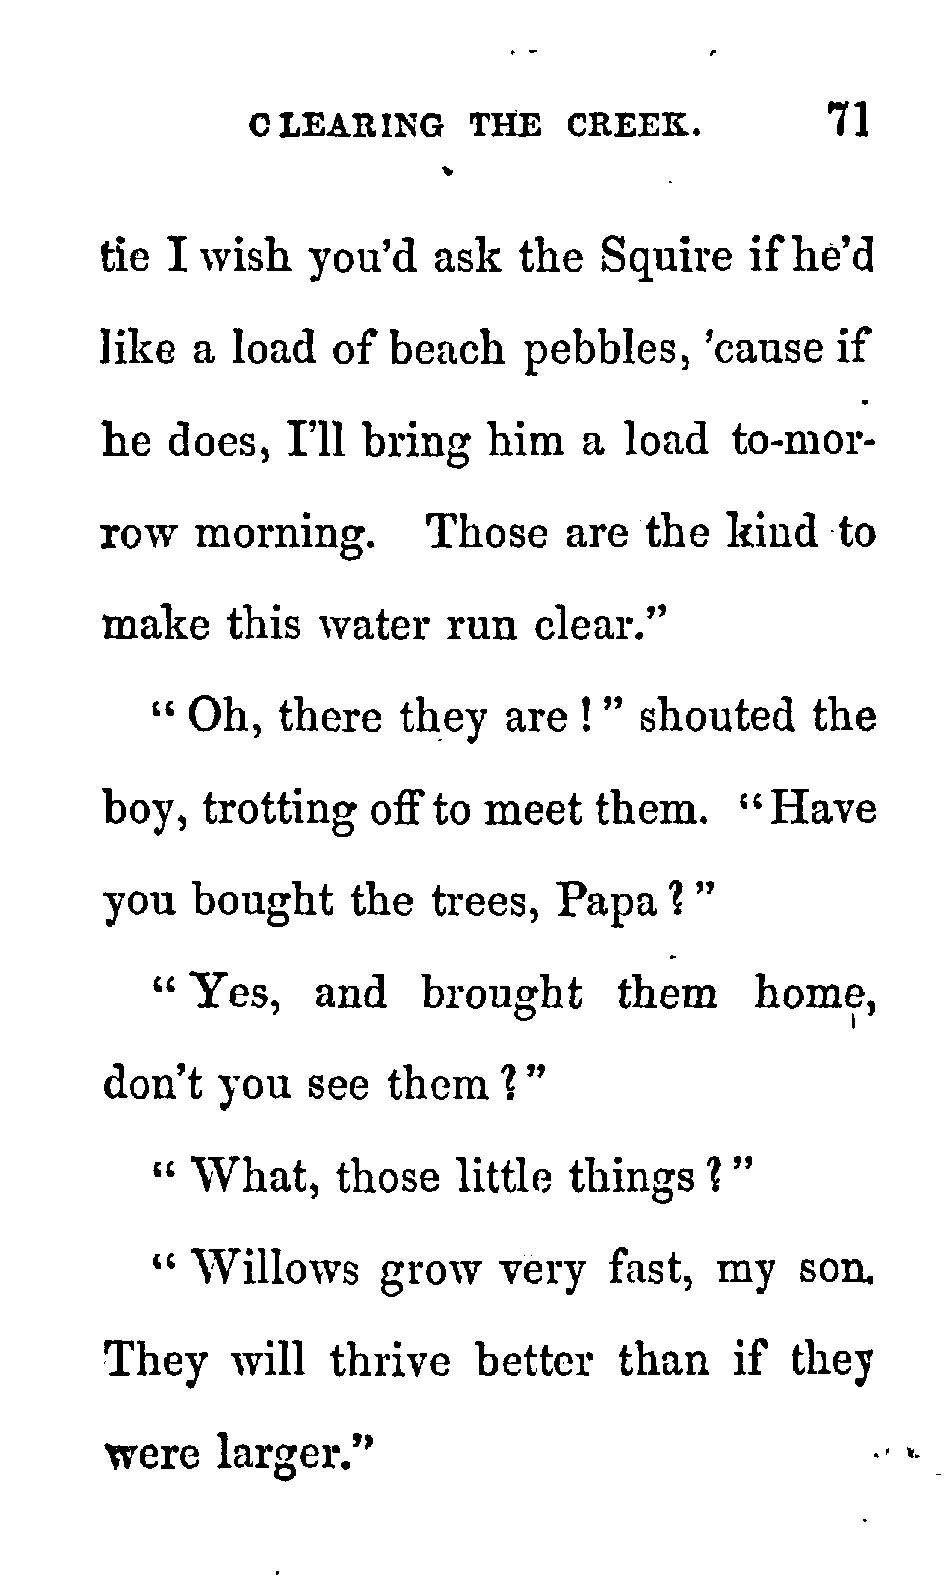 CLEARING THE CREEK. 71
tie I wish you'd ask the Squire if he'd
like a load of beach pebbles, 'cause if
he does, I'll bring him a load to-mor-
row morning. Those are the kind to
make this water run clear."
" Oh, there they are ! " shouted the
boy, trotting off to meet them. "Have
you bought the trees, Papa ? "
" Yes, and brought them home,
don't you see them ? "
" What, those little things ? "
" Willows grow very fast, my son.
They will thrive better than if they
were larger."